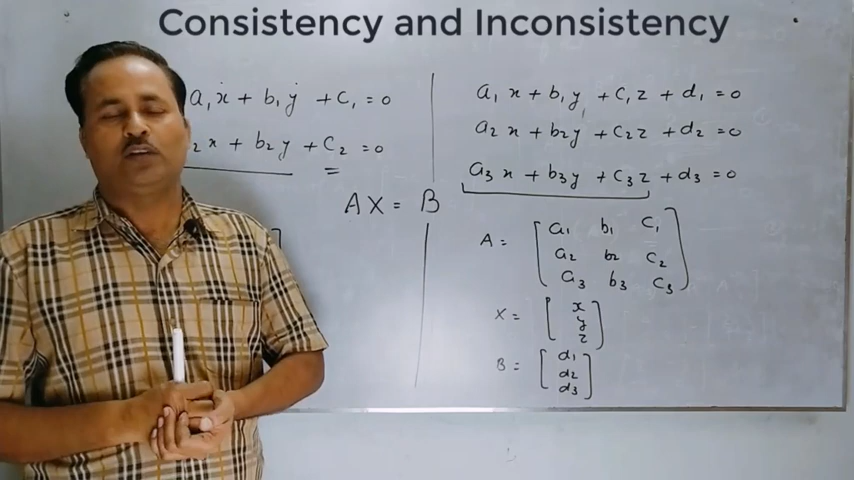 Consistency and Inconsistency
a₁x + b₁y + c₁ = 0
₂x + b₂y + c₂ = 0
AX = B
a₁x + b₁y + c₁z + d₁ = 0
a₂x + b₂y + c₂z + d₂ = 0
a₃x + b₃y + c₃z + d₃ = 0
A = [ a₁ b₁ c₁
a₂ b₂ c₂
a₃ b₃ c₃ ]
X = [ x
y
z ]
B = [ d₁
d₂
d₃ ]